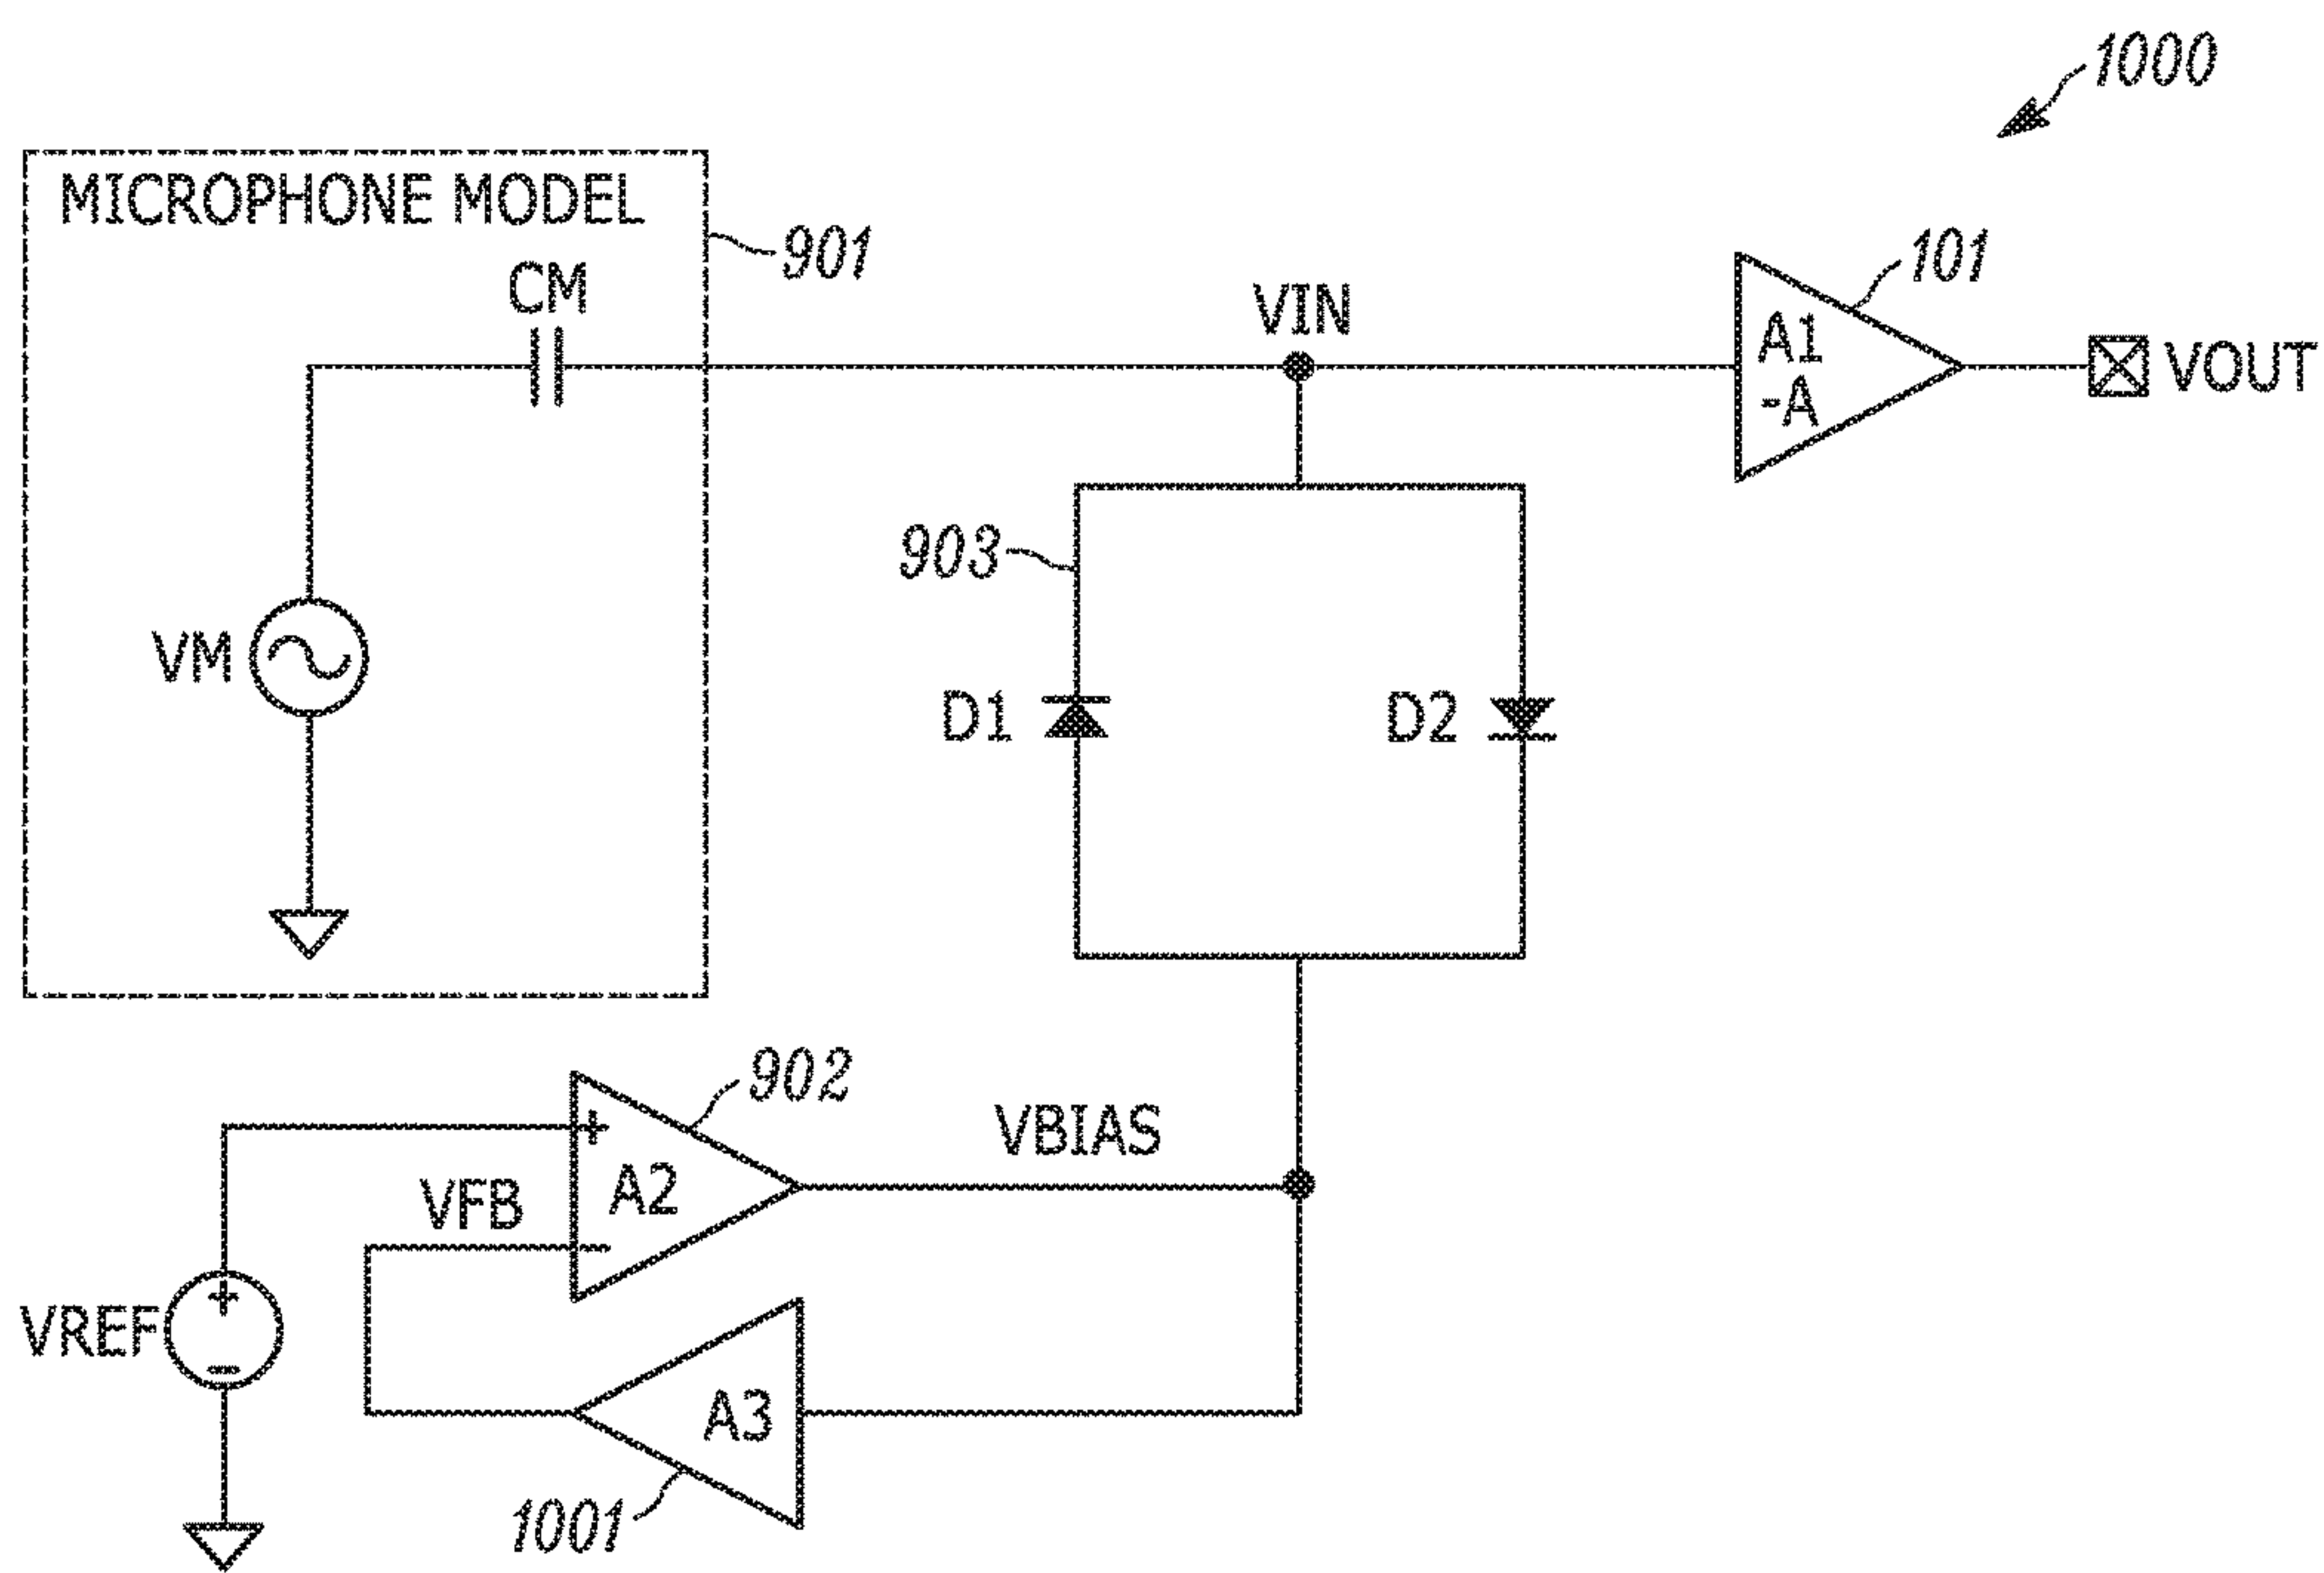 1000
MICROPHONE MODEL
901
CM
VIN
101
A1
-A
VOUT
903
VM
D1
D2
902
+
A2
VBIAS
VFB
-
VREF
+
-
A3
1001